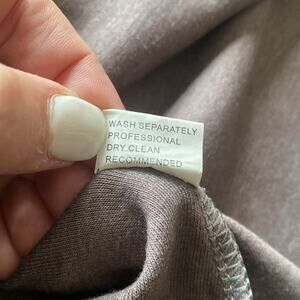 WASH SEPARATELY
PROFESSIONAL
DRY CLEAN
RECOMMENDED